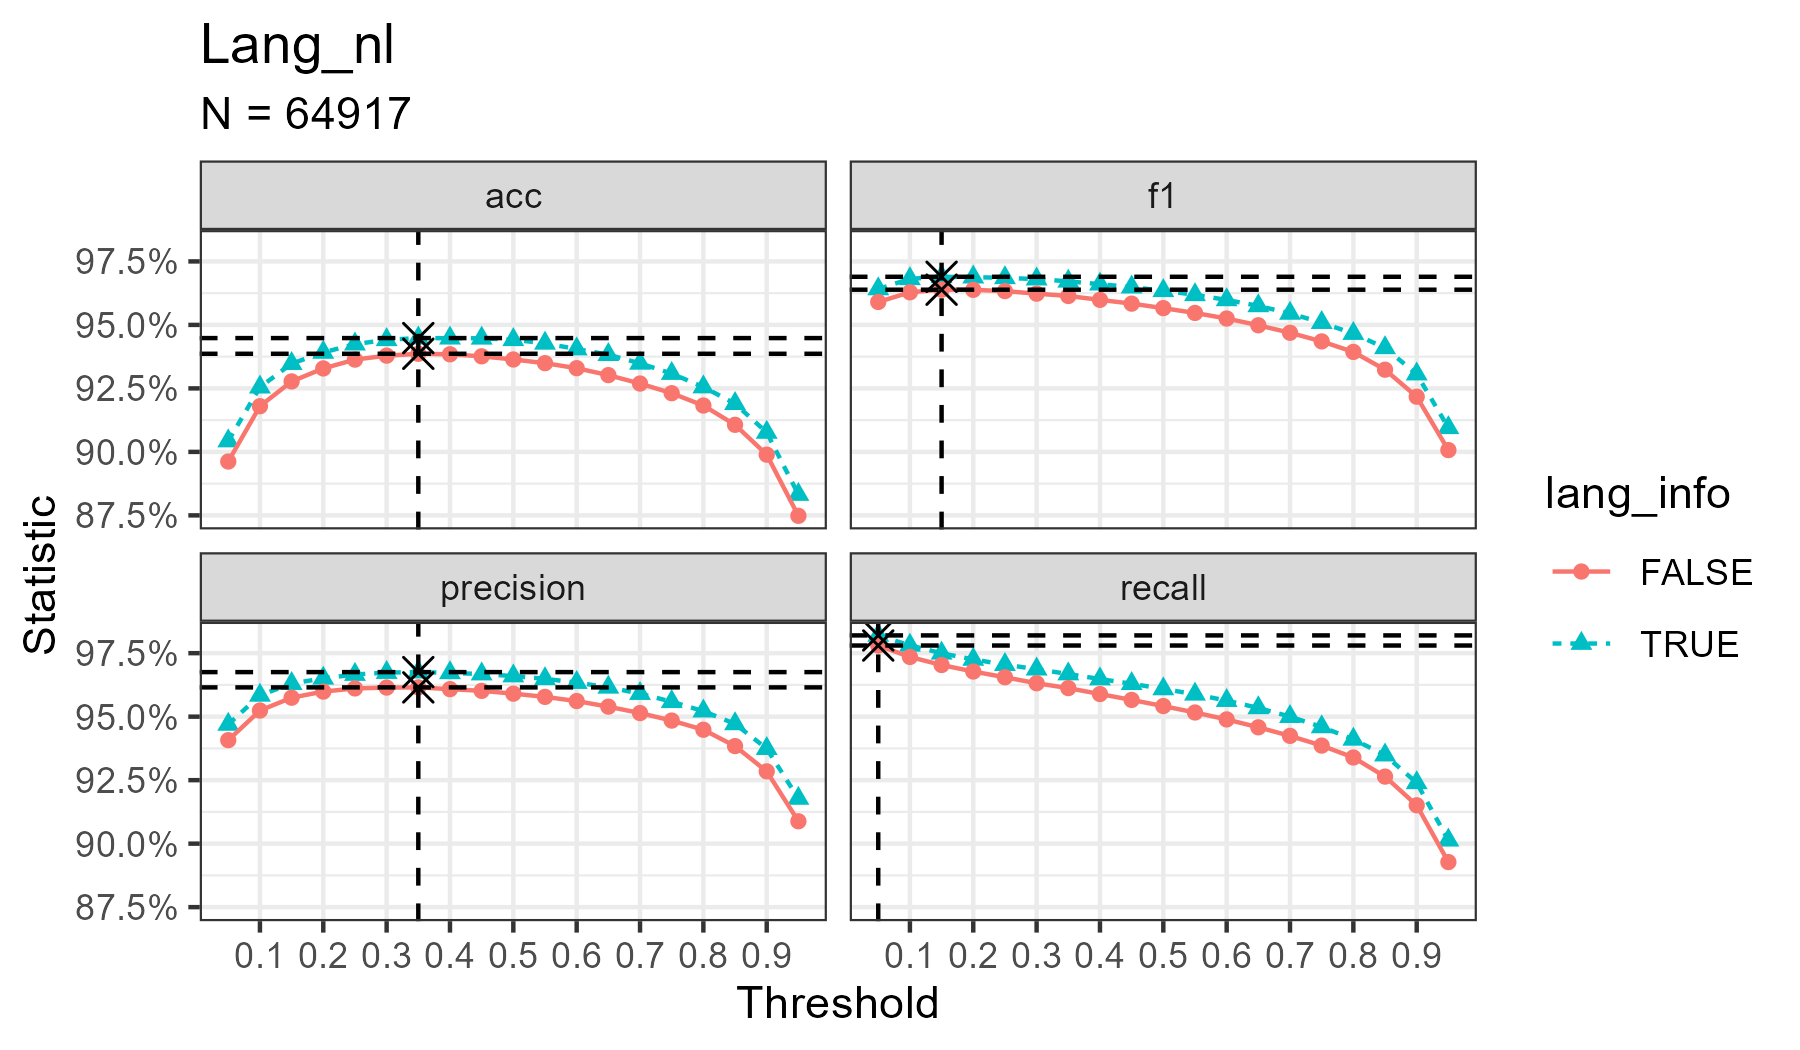 Lang_nl
N = 64917
acc
f1
97.5%
95.0%
92.5%
90.0%
87.5%
precision
recall
97.5%
95.0%
92.5%
90.0%
87.5%
0.1 0.2 0.3 0.4 0.5 0.6 0.7 0.8 0.9
0.1 0.2 0.3 0.4 0.5 0.6 0.7 0.8 0.9
Threshold
Statistic
lang_info
FALSE
TRUE